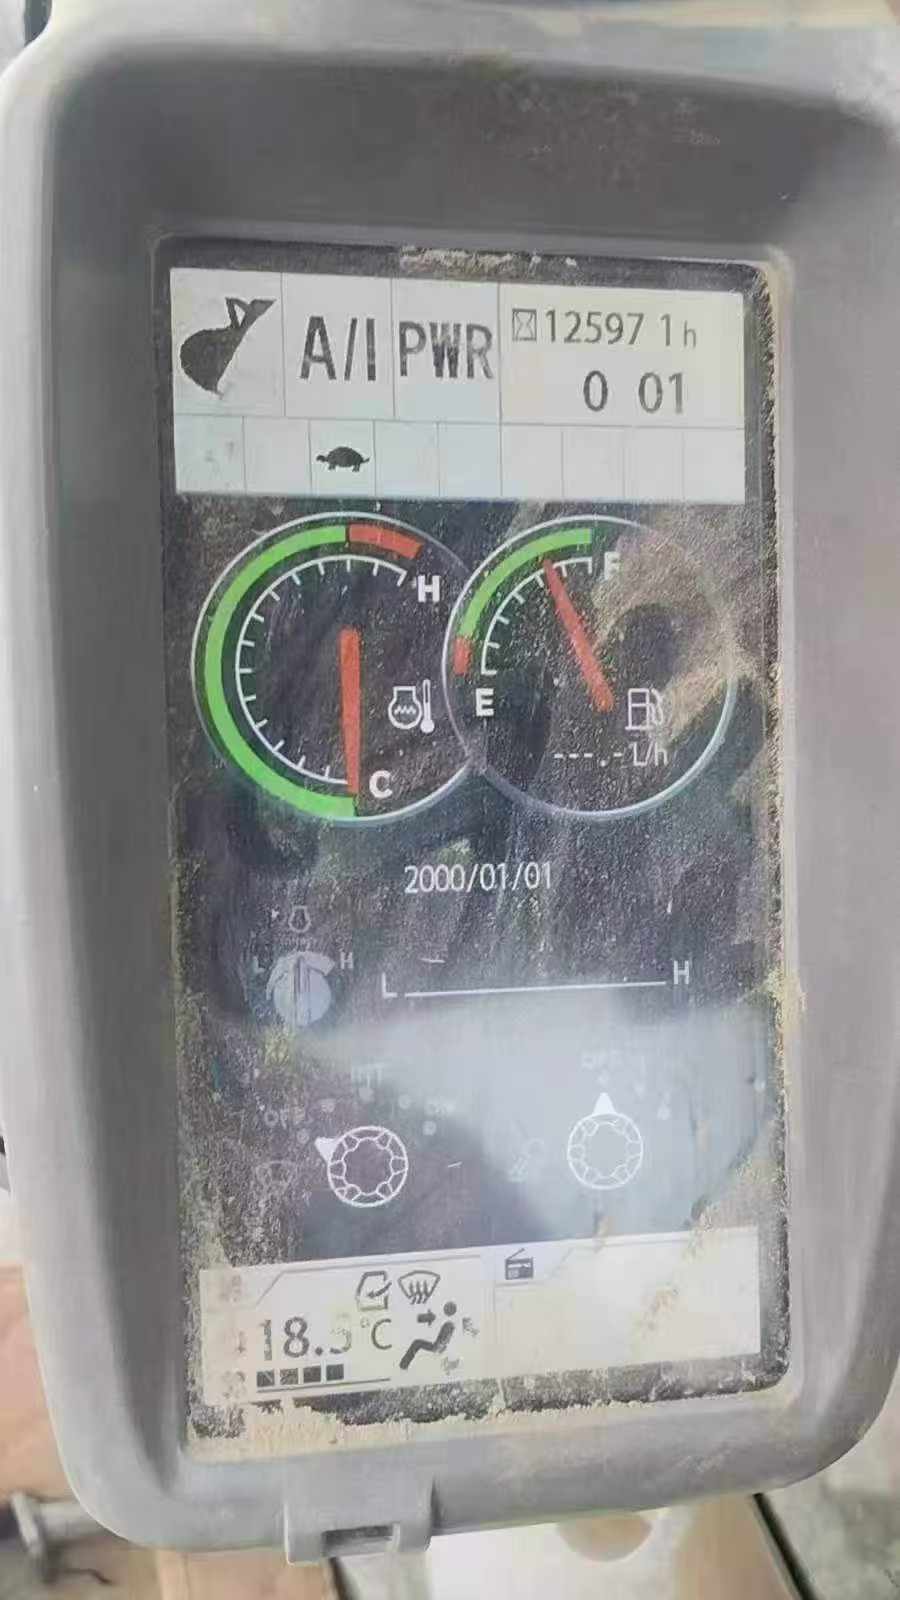 A/I PWR 12597 1h
0 01
H
F
E
C
---.-L/h
2000/01/01
L H
L H
OFF
18.5°C